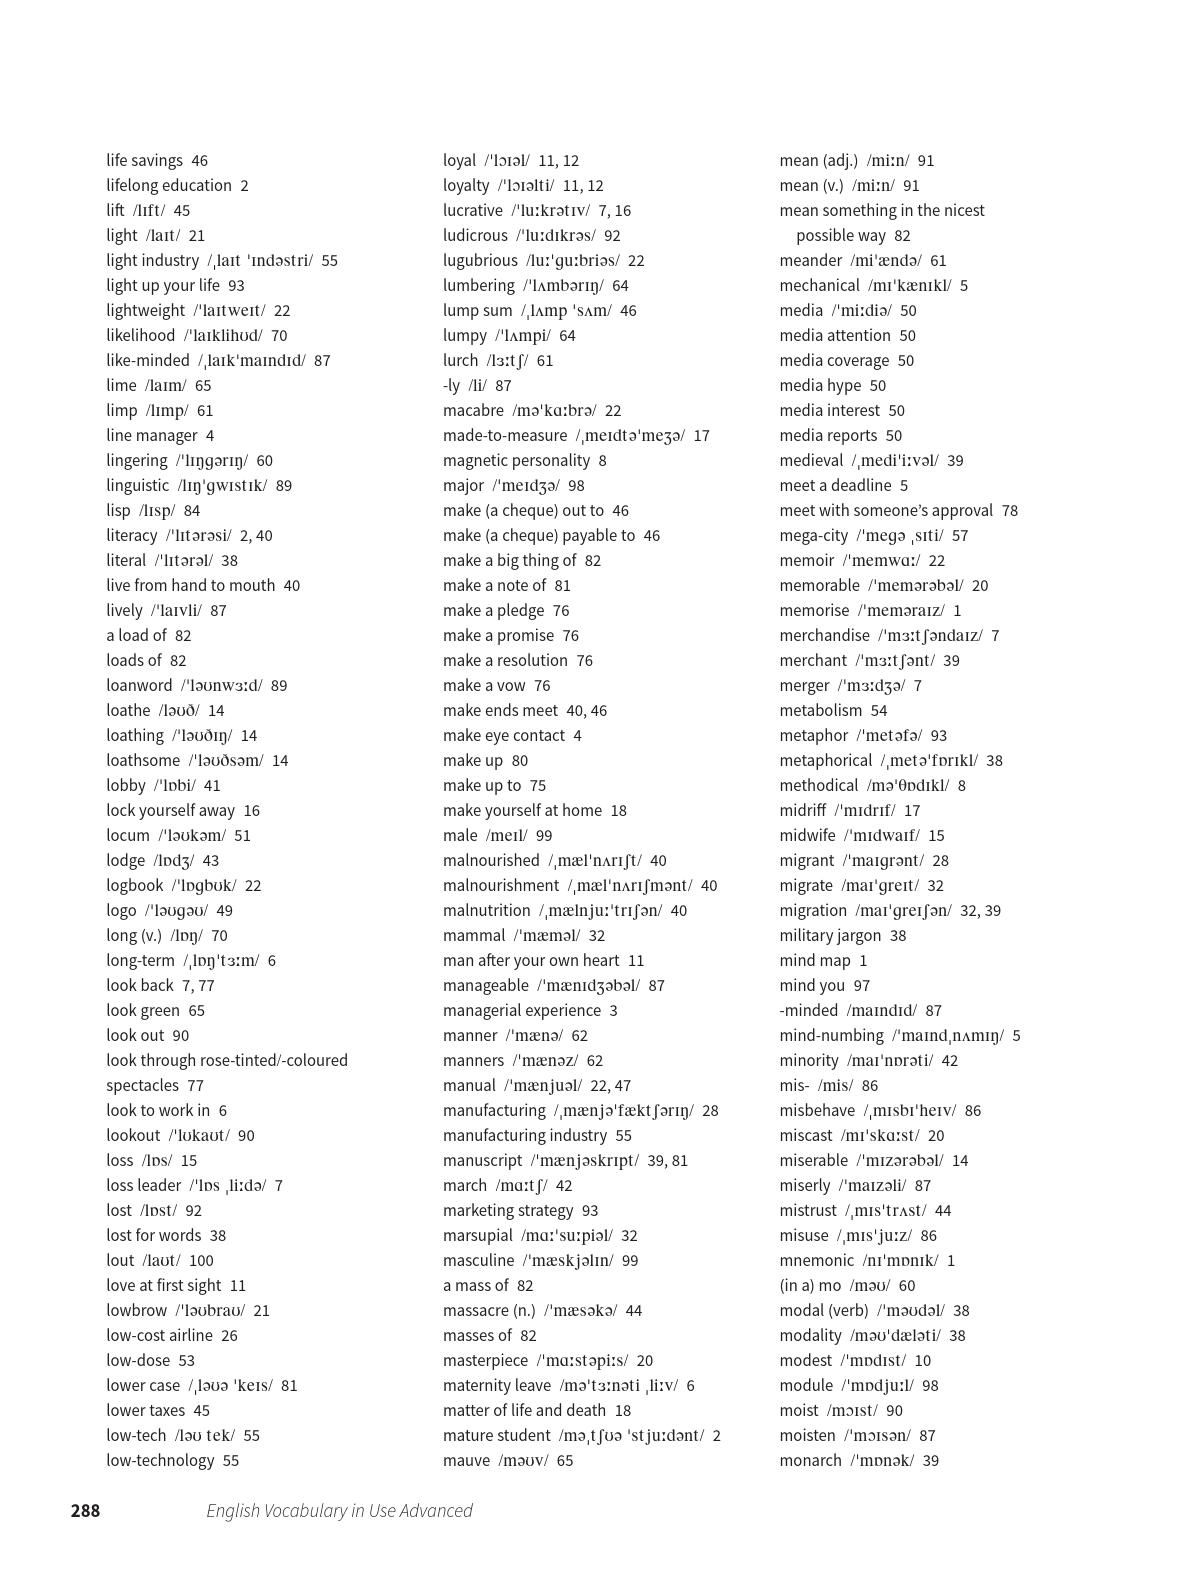 life savings 46
lifelong education 2
lift /lɪft/ 45
light /laɪt/ 21
light industry /ˌlaɪt ˈɪndəstri/ 55
light up your life 93
lightweight /ˈlaɪtweɪt/ 22
likelihood /ˈlaɪklihʊd/ 70
like-minded /ˌlaɪkˈmaɪndɪd/ 87
lime /laɪm/ 65
limp /lɪmp/ 61
line manager 4
lingering /ˈlɪŋgərɪŋ/ 60
linguistic /lɪŋˈgwɪstɪk/ 89
lisp /lɪsp/ 84
literacy /ˈlɪtərəsi/ 2, 40
literal /ˈlɪtərəl/ 38
live from hand to mouth 40
lively /ˈlaɪvli/ 87
a load of 82
loads of 82
loanword /ˈləʊnwɜːd/ 89
loathe /ləʊð/ 14
loathing /ˈləʊðɪŋ/ 14
loathsome /ˈləʊðsəm/ 14
lobby /ˈlɒbi/ 41
lock yourself away 16
locum /ˈləʊkəm/ 51
lodge /lɒdʒ/ 43
logbook /ˈlɒgbʊk/ 22
logo /ˈləʊgəʊ/ 49
long (v.) /lɒŋ/ 70
long-term /ˌlɒŋˈtɜːm/ 6
look back 7, 77
look green 65
look out 90
look through rose-tinted/-coloured
spectacles 77
look to work in 6
lookout /ˈlʊkaʊt/ 90
loss /lɒs/ 15
loss leader /ˈlɒs ˌliːdə/ 7
lost /lɒst/ 92
lost for words 38
lout /laʊt/ 100
love at first sight 11
lowbrow /ˈləʊbraʊ/ 21
low-cost airline 26
low-dose 53
lower case /ˌləʊə ˈkeɪs/ 81
lower taxes 45
low-tech /ləʊ tek/ 55
low-technology 55
loyal /ˈlɔɪəl/ 11, 12
loyalty /ˈlɔɪəlti/ 11, 12
lucrative /ˈluːkrətɪv/ 7, 16
ludicrous /ˈluːdɪkrəs/ 92
lugubrious /luːˈguːbriəs/ 22
lumbering /ˈlʌmbərɪŋ/ 64
lump sum /ˌlʌmp ˈsʌm/ 46
lumpy /ˈlʌmpi/ 64
lurch /lɜːtʃ/ 61
-ly /li/ 87
macabre /məˈkɑːbrə/ 22
made-to-measure /ˌmeɪdtəˈmeʒə/ 17
magnetic personality 8
major /ˈmeɪdʒə/ 98
make (a cheque) out to 46
make (a cheque) payable to 46
make a big thing of 82
make a note of 81
make a pledge 76
make a promise 76
make a resolution 76
make a vow 76
make ends meet 40, 46
make eye contact 4
make up 80
make up to 75
make yourself at home 18
male /meɪl/ 99
malnourished /ˌmælˈnʌrɪʃt/ 40
malnourishment /ˌmælˈnʌrɪʃmənt/ 40
malnutrition /ˌmælnjuːˈtrɪʃən/ 40
mammal /ˈmæməl/ 32
man after your own heart 11
manageable /ˈmænɪdʒəbəl/ 87
managerial experience 3
manner /ˈmænə/ 62
manners /ˈmænəz/ 62
manual /ˈmænjuəl/ 22, 47
manufacturing /ˌmænjəˈfæktʃərɪŋ/ 28
manufacturing industry 55
manuscript /ˈmænjəskrɪpt/ 39, 81
march /mɑːtʃ/ 42
marketing strategy 93
marsupial /mɑːˈsuːpiəl/ 32
masculine /ˈmæskjəlɪn/ 99
a mass of 82
massacre (n.) /ˈmæsəkə/ 44
masses of 82
masterpiece /ˈmɑːstəpiːs/ 20
maternity leave /məˈtɜːnəti ˌliːv/ 6
matter of life and death 18
mature student /məˌtʃʊə ˈstjuːdənt/ 2
mauve /məʊv/ 65
mean (adj.) /miːn/ 91
mean (v.) /miːn/ 91
mean something in the nicest
possible way 82
meander /miˈændə/ 61
mechanical /mɪˈkænɪkl/ 5
media /ˈmiːdiə/ 50
media attention 50
media coverage 50
media hype 50
media interest 50
media reports 50
medieval /ˌmediˈiːvəl/ 39
meet a deadline 5
meet with someone’s approval 78
mega-city /ˈmegə ˌsɪti/ 57
memoir /ˈmemwɑː/ 22
memorable /ˈmemərəbəl/ 20
memorise /ˈmeməraɪz/ 1
merchandise /ˈmɜːtʃəndaɪz/ 7
merchant /ˈmɜːtʃənt/ 39
merger /ˈmɜːdʒə/ 7
metabolism 54
metaphor /ˈmetəfə/ 93
metaphorical /ˌmetəˈfɒrɪkl/ 38
methodical /məˈθɒdɪkl/ 8
midriff /ˈmɪdrɪf/ 17
midwife /ˈmɪdwaɪf/ 15
migrant /ˈmaɪgrənt/ 28
migrate /maɪˈgreɪt/ 32
migration /maɪˈgreɪʃən/ 32, 39
military jargon 38
mind map 1
mind you 97
-minded /maɪndɪd/ 87
mind-numbing /ˈmaɪndˌnʌmɪŋ/ 5
minority /maɪˈnɒrəti/ 42
mis- /mis/ 86
misbehave /ˌmɪsbɪˈheɪv/ 86
miscast /mɪˈskɑːst/ 20
miserable /ˈmɪzərəbəl/ 14
miserly /ˈmaɪzəli/ 87
mistrust /ˌmɪsˈtrʌst/ 44
misuse /ˌmɪsˈjuːz/ 86
mnemonic /nɪˈmɒnɪk/ 1
(in a) mo /məʊ/ 60
modal (verb) /ˈməʊdəl/ 38
modality /məʊˈdæləti/ 38
modest /ˈmɒdɪst/ 10
module /ˈmɒdjuːl/ 98
moist /mɔɪst/ 90
moisten /ˈmɔɪsən/ 87
monarch /ˈmɒnək/ 39
288 English Vocabulary in Use Advanced